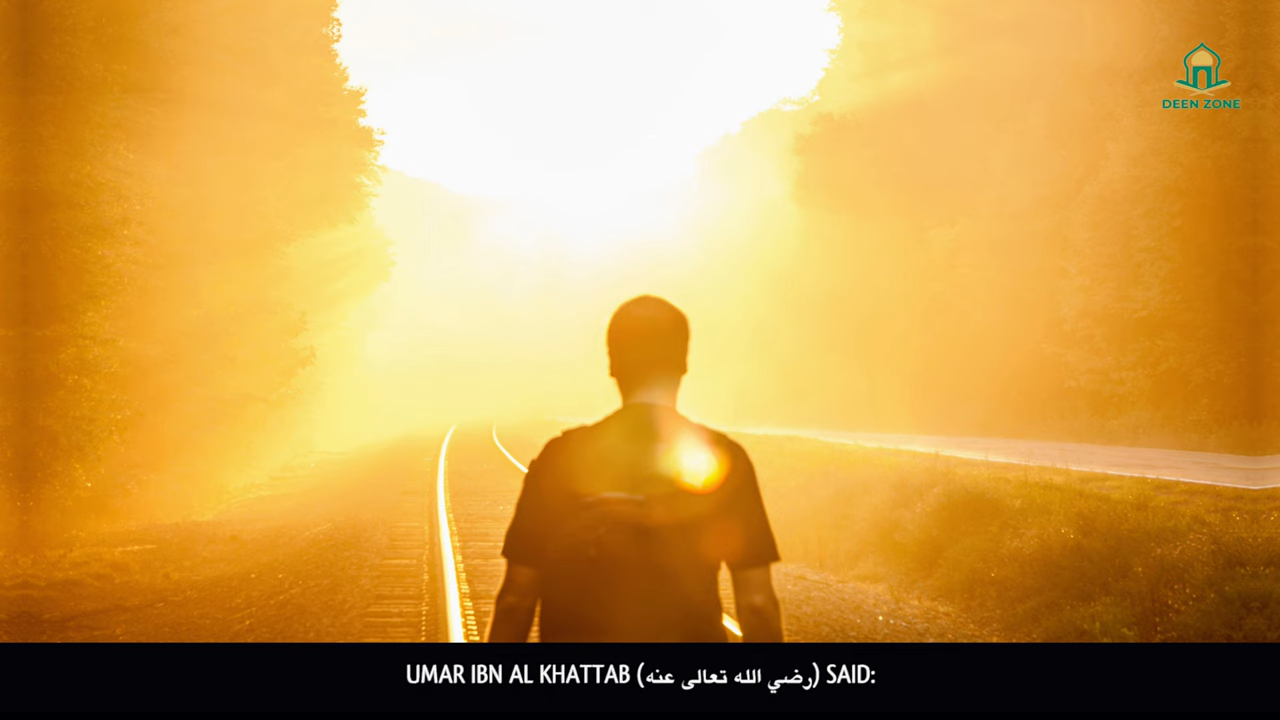 DEEN ZONE
UMAR IBN AL KHATTAB (رضي الله تعالى عنه) SAID: